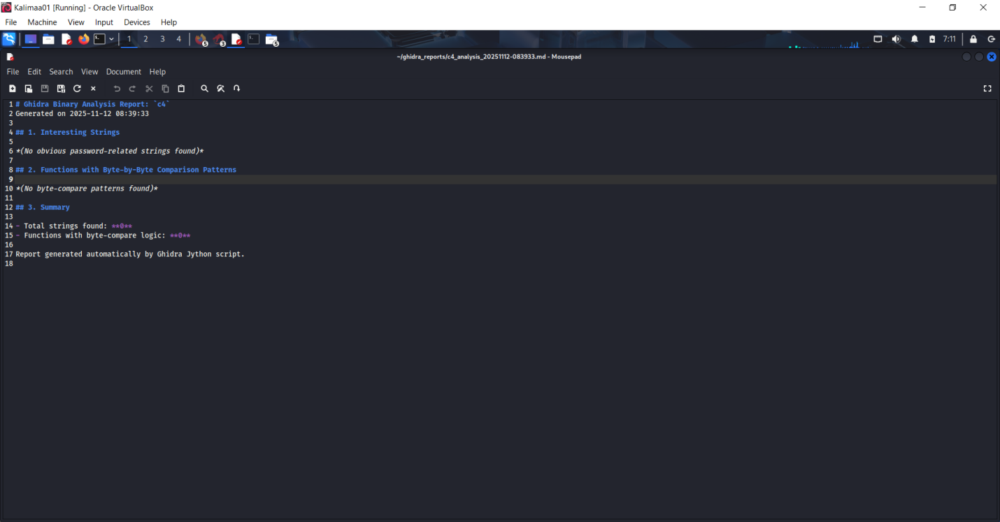 Kalimaa01 [Running] - Oracle VirtualBox
File Machine View Input Devices Help
1 2 3 4 5 3 5 7:11
~/ghidra_reports/c4_analysis_20251112-083933.md - Mousepad
File Edit Search View Document Help
1 # Ghidra Binary Analysis Report: `c4`
2 Generated on 2025-11-12 08:39:33
3
4 ## 1. Interesting Strings
5
6 *(No obvious password-related strings found)*
7
8 ## 2. Functions with Byte-by-Byte Comparison Patterns
9
10 *(No byte-compare patterns found)*
11
12 ## 3. Summary
13
14 - Total strings found: **0**
15 - Functions with byte-compare logic: **0**
16
17 Report generated automatically by Ghidra Jython script.
18